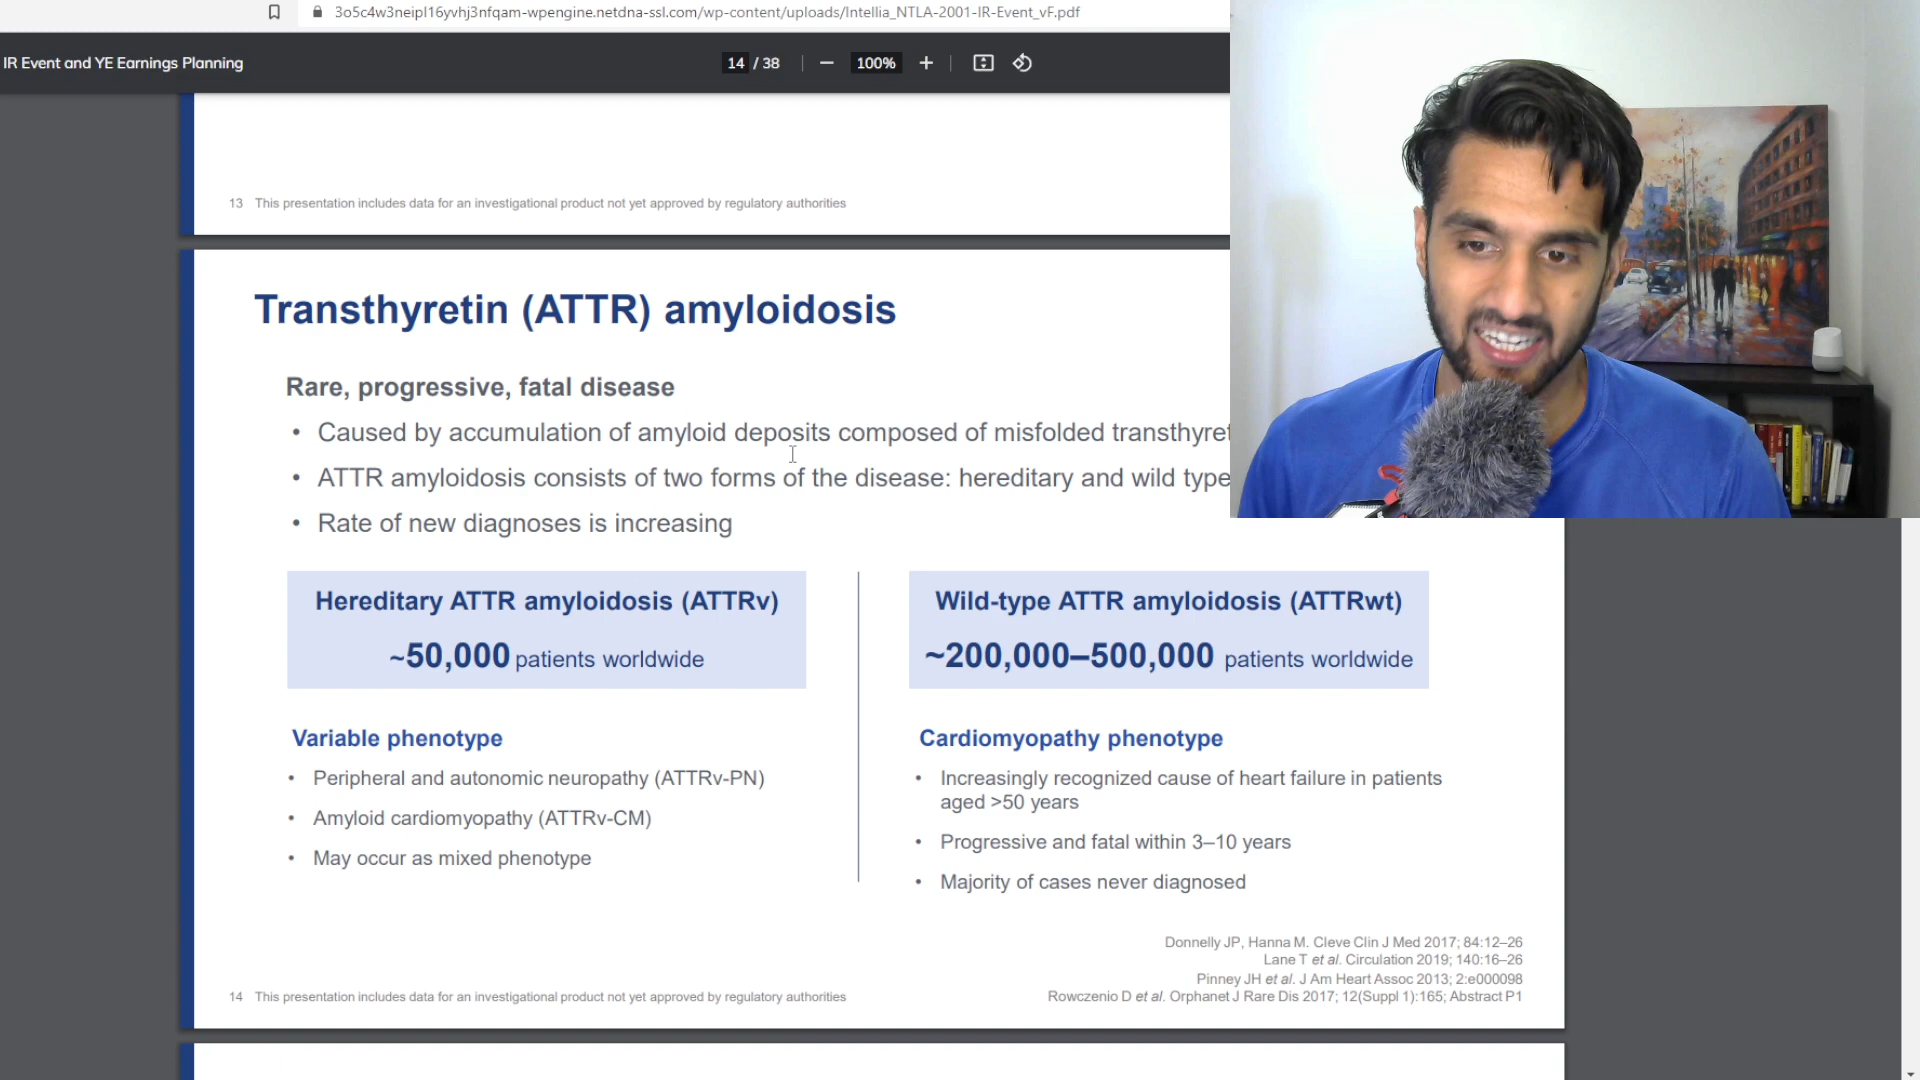 3o5c4w3neipl16yvhj3nfqam-wpengine.netdna-ssl.com/wp-content/uploads/Intellia_NTLA-2001-IR-Event_vF.pdf
IR Event and YE Earnings Planning
14 / 38
100%
13 This presentation includes data for an investigational product not yet approved by regulatory authorities
Transthyretin (ATTR) amyloidosis
Rare, progressive, fatal disease
• Caused by accumulation of amyloid deposits composed of misfolded transthyret
• ATTR amyloidosis consists of two forms of the disease: hereditary and wild type
• Rate of new diagnoses is increasing
Hereditary ATTR amyloidosis (ATTRv)
~50,000 patients worldwide
Variable phenotype
• Peripheral and autonomic neuropathy (ATTRv-PN)
• Amyloid cardiomyopathy (ATTRv-CM)
• May occur as mixed phenotype
Wild-type ATTR amyloidosis (ATTRwt)
~200,000–500,000 patients worldwide
Cardiomyopathy phenotype
• Increasingly recognized cause of heart failure in patients
aged >50 years
• Progressive and fatal within 3–10 years
• Majority of cases never diagnosed
Donnelly JP, Hanna M. Cleve Clin J Med 2017; 84:12–26
Lane T et al. Circulation 2019; 140:16–26
Pinney JH et al. J Am Heart Assoc 2013; 2:e000098
Rowczenio D et al. Orphanet J Rare Dis 2017; 12(Suppl 1):165; Abstract P1
14 This presentation includes data for an investigational product not yet approved by regulatory authorities